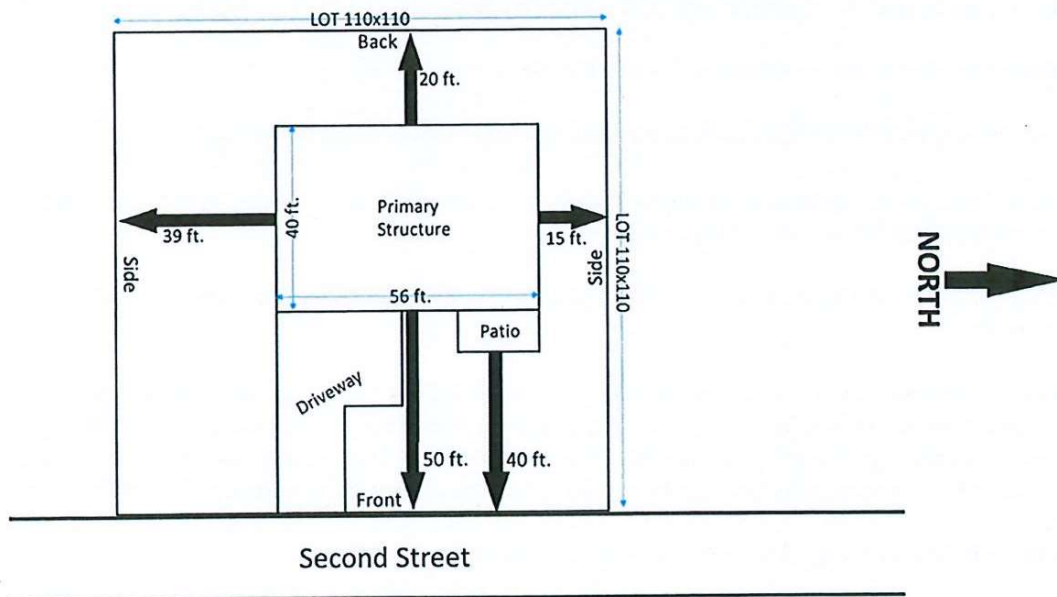 LOT 110x110
Back
20 ft.
40 ft.
Primary
Structure
39 ft.
15 ft.
Side
Side
LOT 110x110
NORTH
56 ft.
Patio
Driveway
50 ft.
40 ft.
Front
Second Street